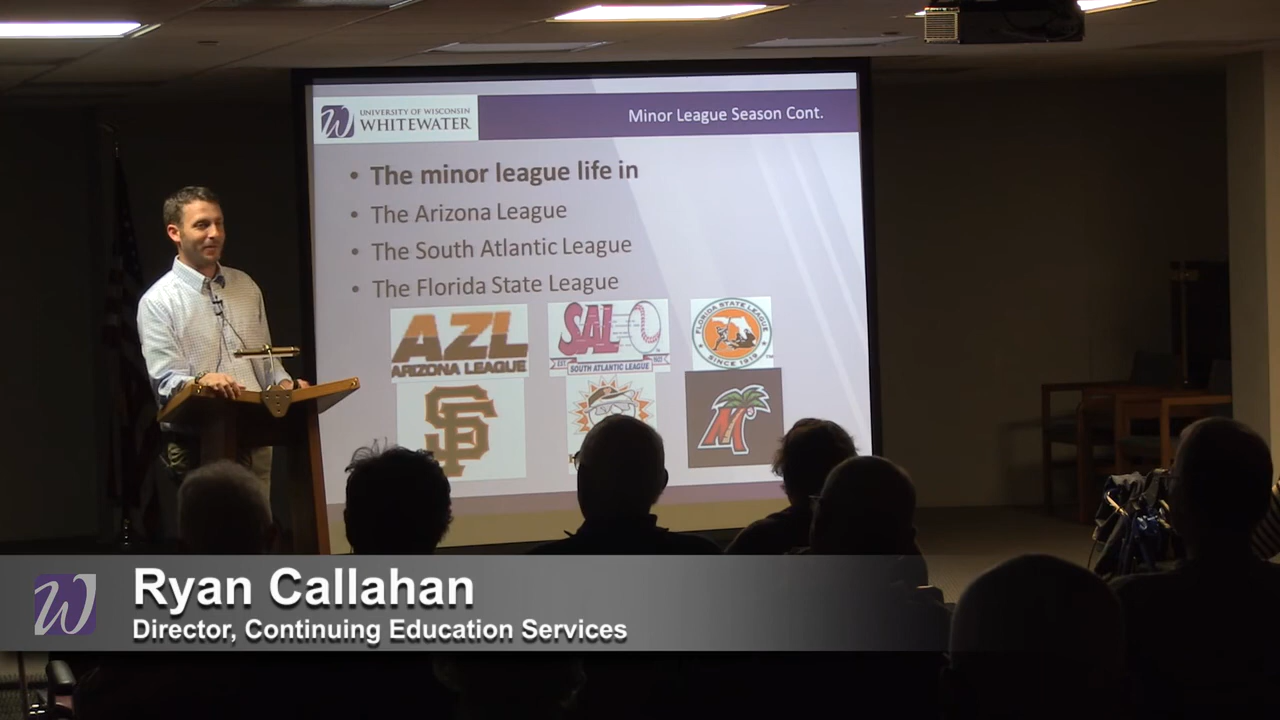 UNIVERSITY OF WISCONSIN
WHITEWATER
Minor League Season Cont.
• The minor league life in
• The Arizona League
• The South Atlantic League
• The Florida State League
AZL
ARIZONA LEAGUE
SAL
SOUTH ATLANTIC LEAGUE
FLORIDA STATE LEAGUE
SINCE 1919
SF
M
W
Ryan Callahan
Director, Continuing Education Services